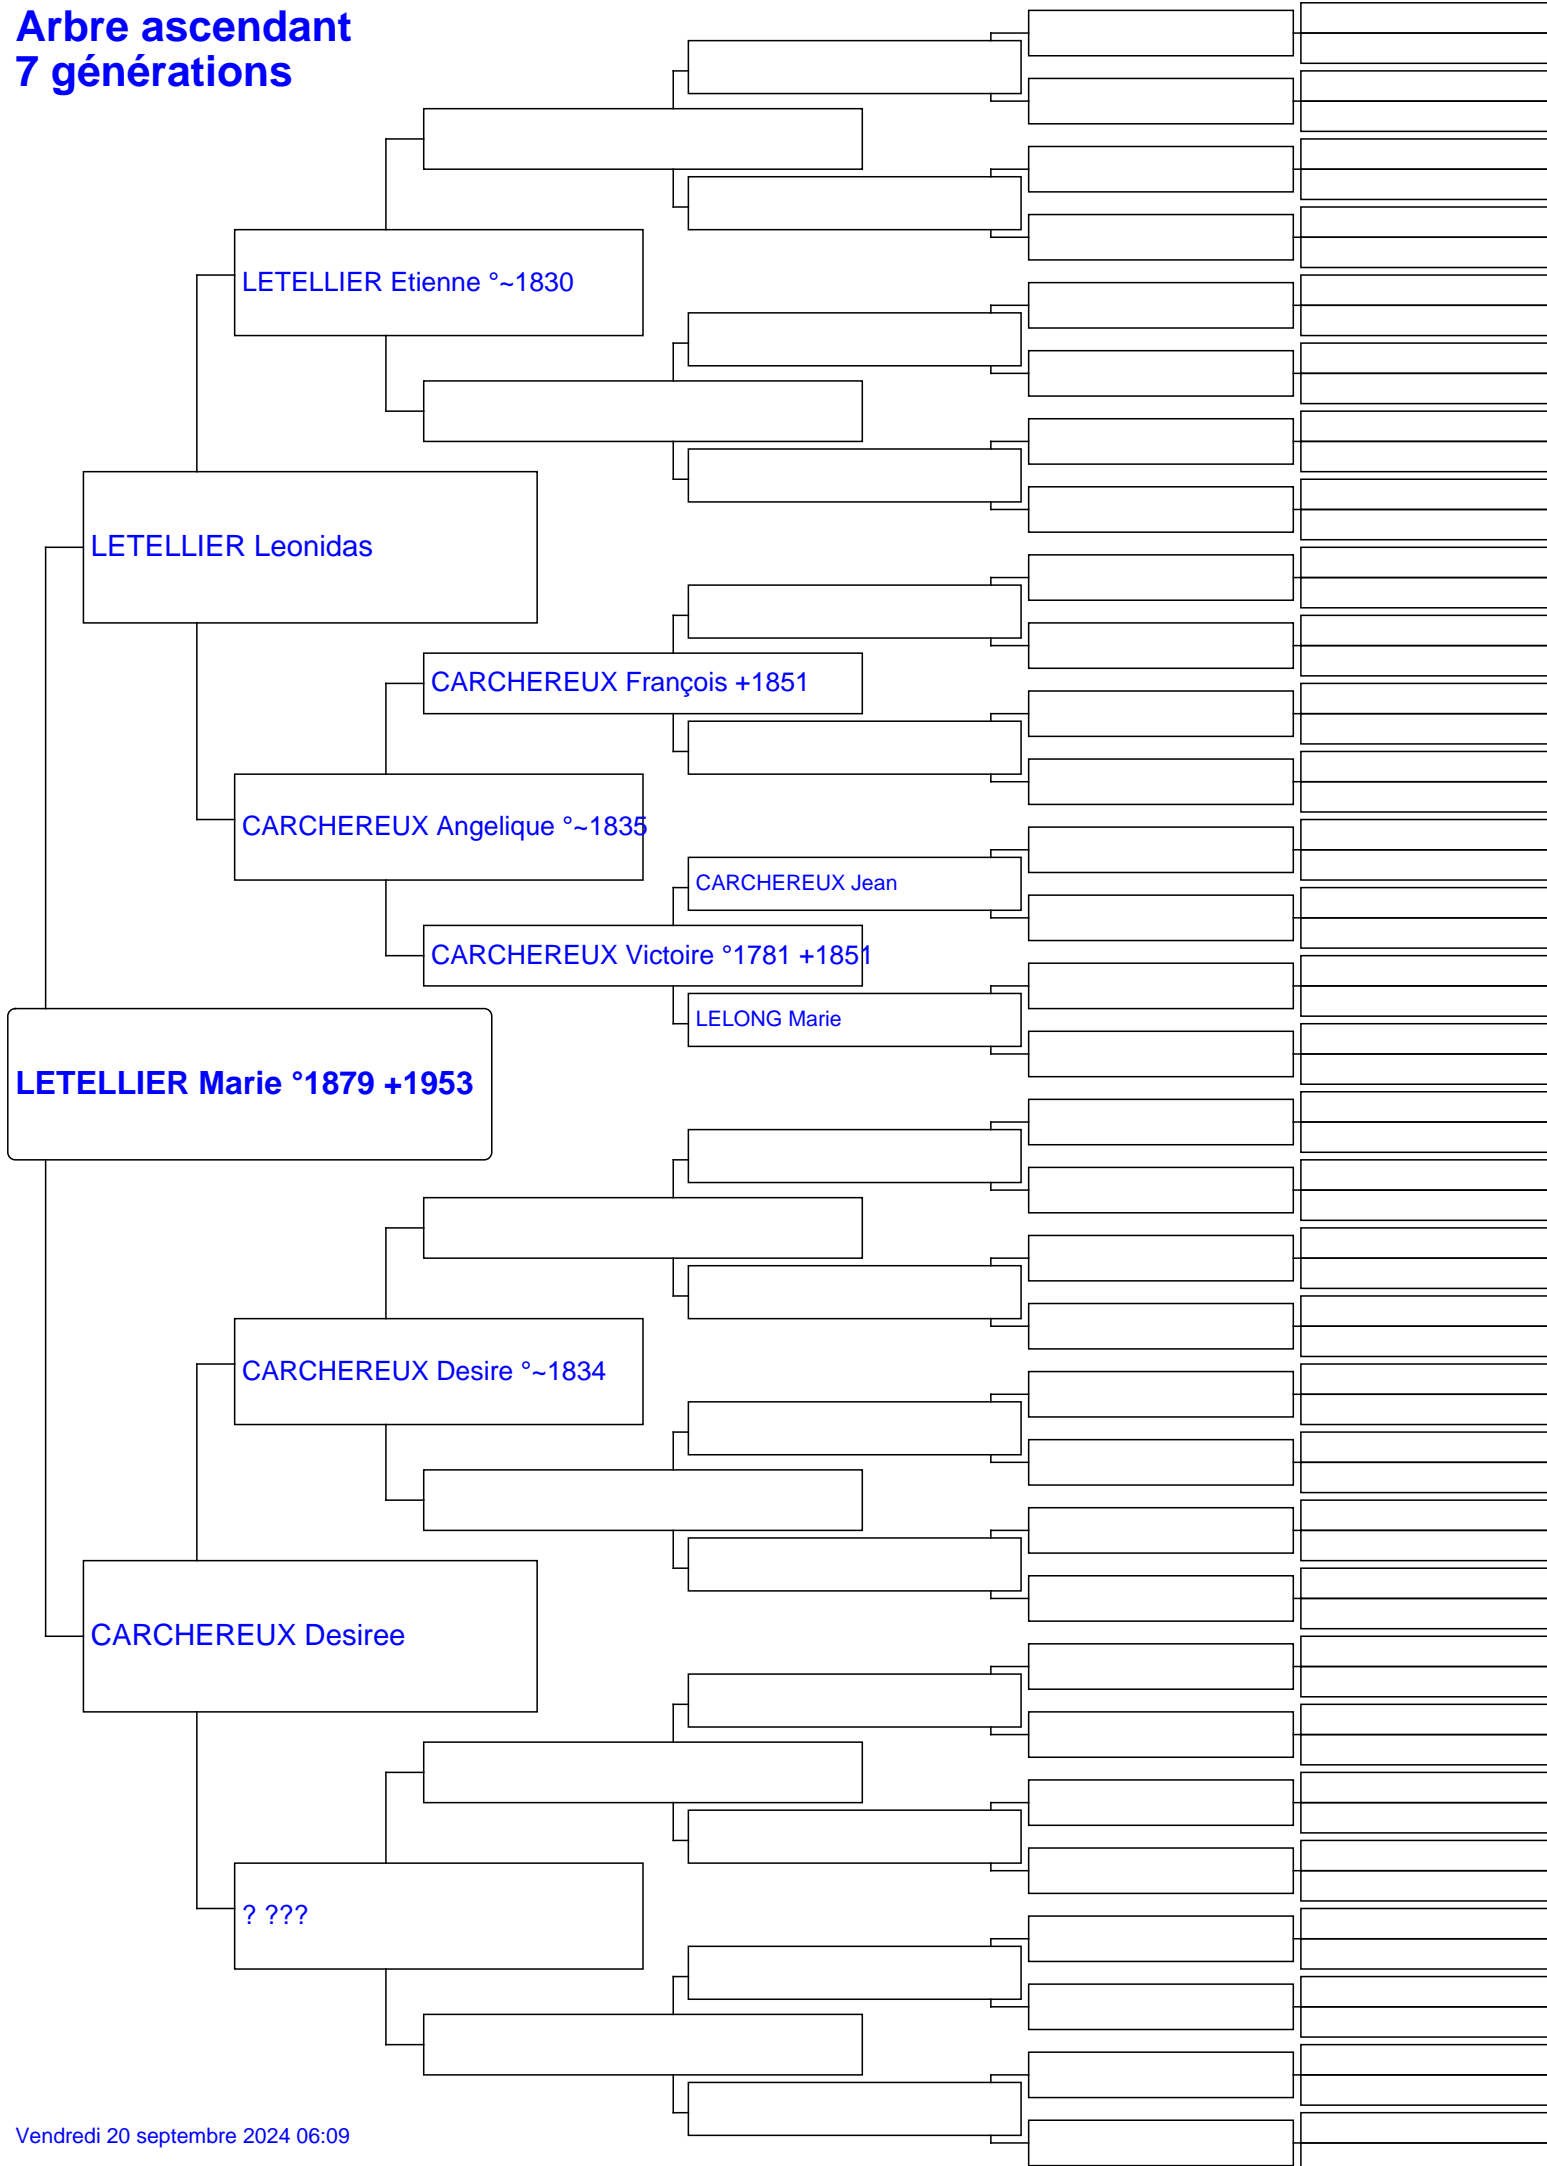 Arbre ascendant
7 générations
LETELLIER Etienne °~1830
LETELLIER Leonidas
CARCHEREUX François +1851
CARCHEREUX Angelique °~1835
CARCHEREUX Jean
CARCHEREUX Victoire °1781 +1851
LELONG Marie
LETELLIER Marie °1879 +1953
CARCHEREUX Desire °~1834
CARCHEREUX Desiree
? ???
Vendredi 20 septembre 2024 06:09